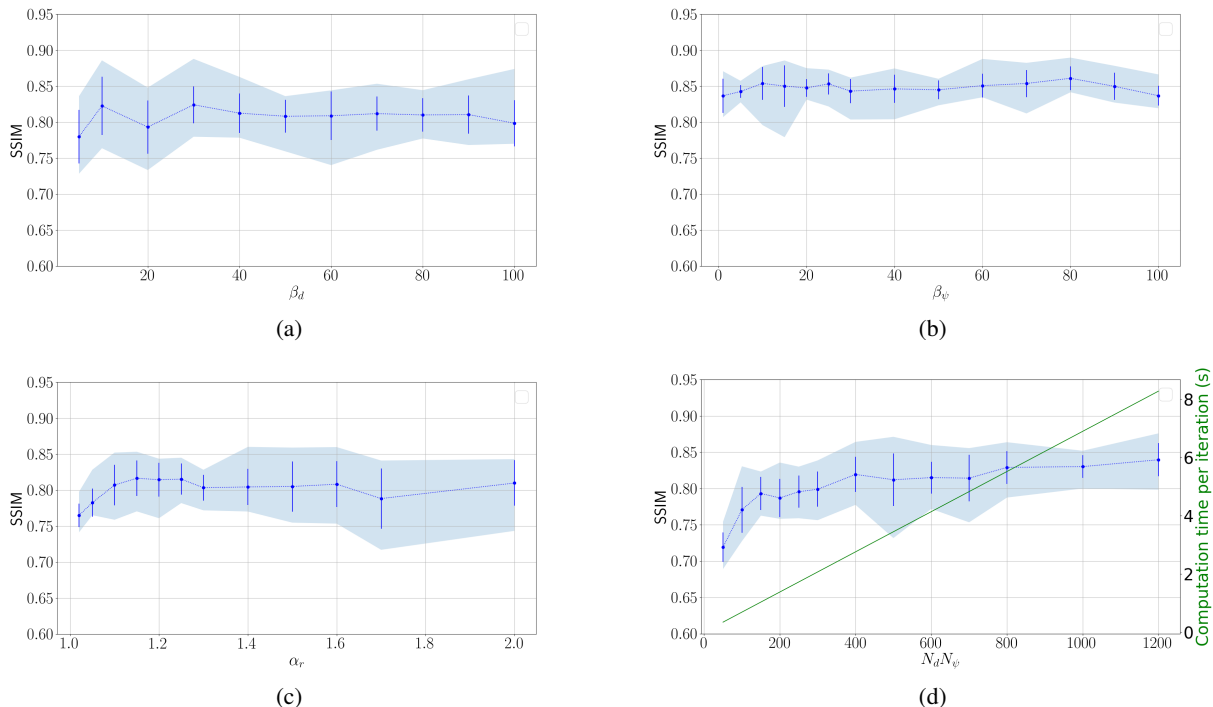 0.95
0.90
0.85
0.80
0.75
0.70
0.65
0.60
SSIM
20 40 60 80 100
β_d
(a)
0.95
0.90
0.85
0.80
0.75
0.70
0.65
0.60
SSIM
0 20 40 60 80 100
β_ψ
(b)
0.95
0.90
0.85
0.80
0.75
0.70
0.65
0.60
SSIM
1.0 1.2 1.4 1.6 1.8 2.0
α_r
(c)
0.95
0.90
0.85
0.80
0.75
0.70
0.65
0.60
SSIM
0 200 400 600 800 1000 1200
N_dN_ψ
8
6
4
2
0
Computation time per iteration (s)
(d)